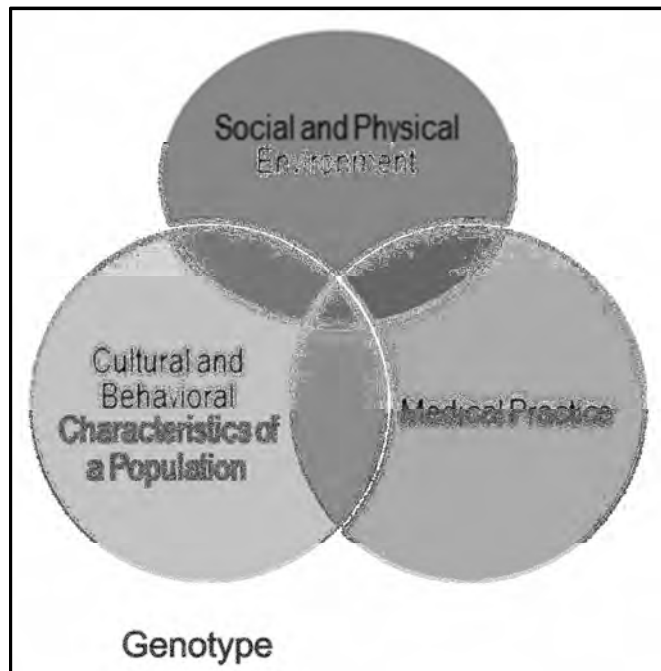 Social and Physical
Environment
Cultural and
Behavioral
Characteristics of
a Population
Medical Practice
Genotype